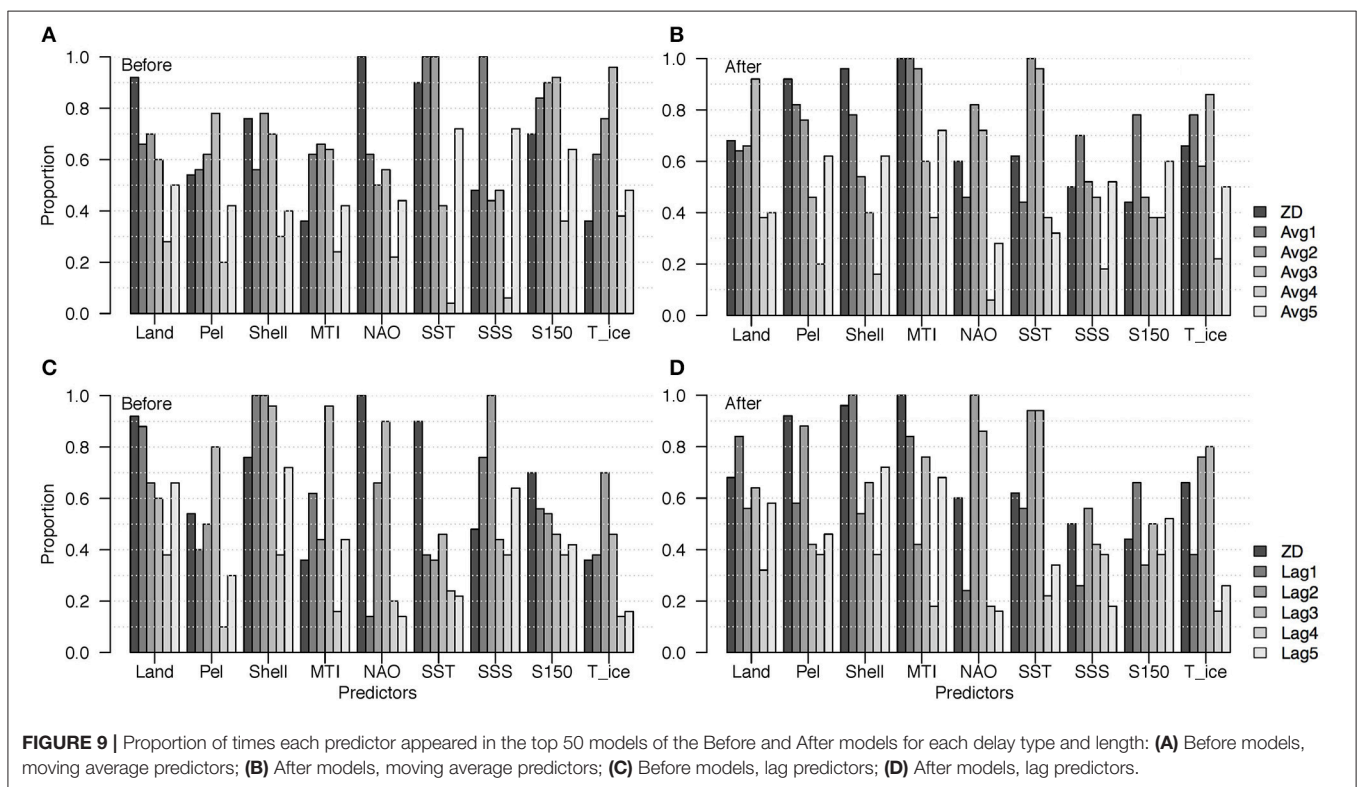 A
Before
Proportion
1.0
0.8
0.6
0.4
0.2
0.0
Land Pel Shell MTI NAO SST SSS S150 T_ice
B
After
1.0
0.8
0.6
0.4
0.2
0.0
Land Pel Shell MTI NAO SST SSS S150 T_ice
ZD
Avg1
Avg2
Avg3
Avg4
Avg5
C
Before
Proportion
1.0
0.8
0.6
0.4
0.2
0.0
Land Pel Shell MTI NAO SST SSS S150 T_ice
Predictors
D
After
1.0
0.8
0.6
0.4
0.2
0.0
Land Pel Shell MTI NAO SST SSS S150 T_ice
Predictors
ZD
Lag1
Lag2
Lag3
Lag4
Lag5
FIGURE 9 | Proportion of times each predictor appeared in the top 50 models of the Before and After models for each delay type and length: (A) Before models,
moving average predictors; (B) After models, moving average predictors; (C) Before models, lag predictors; (D) After models, lag predictors.